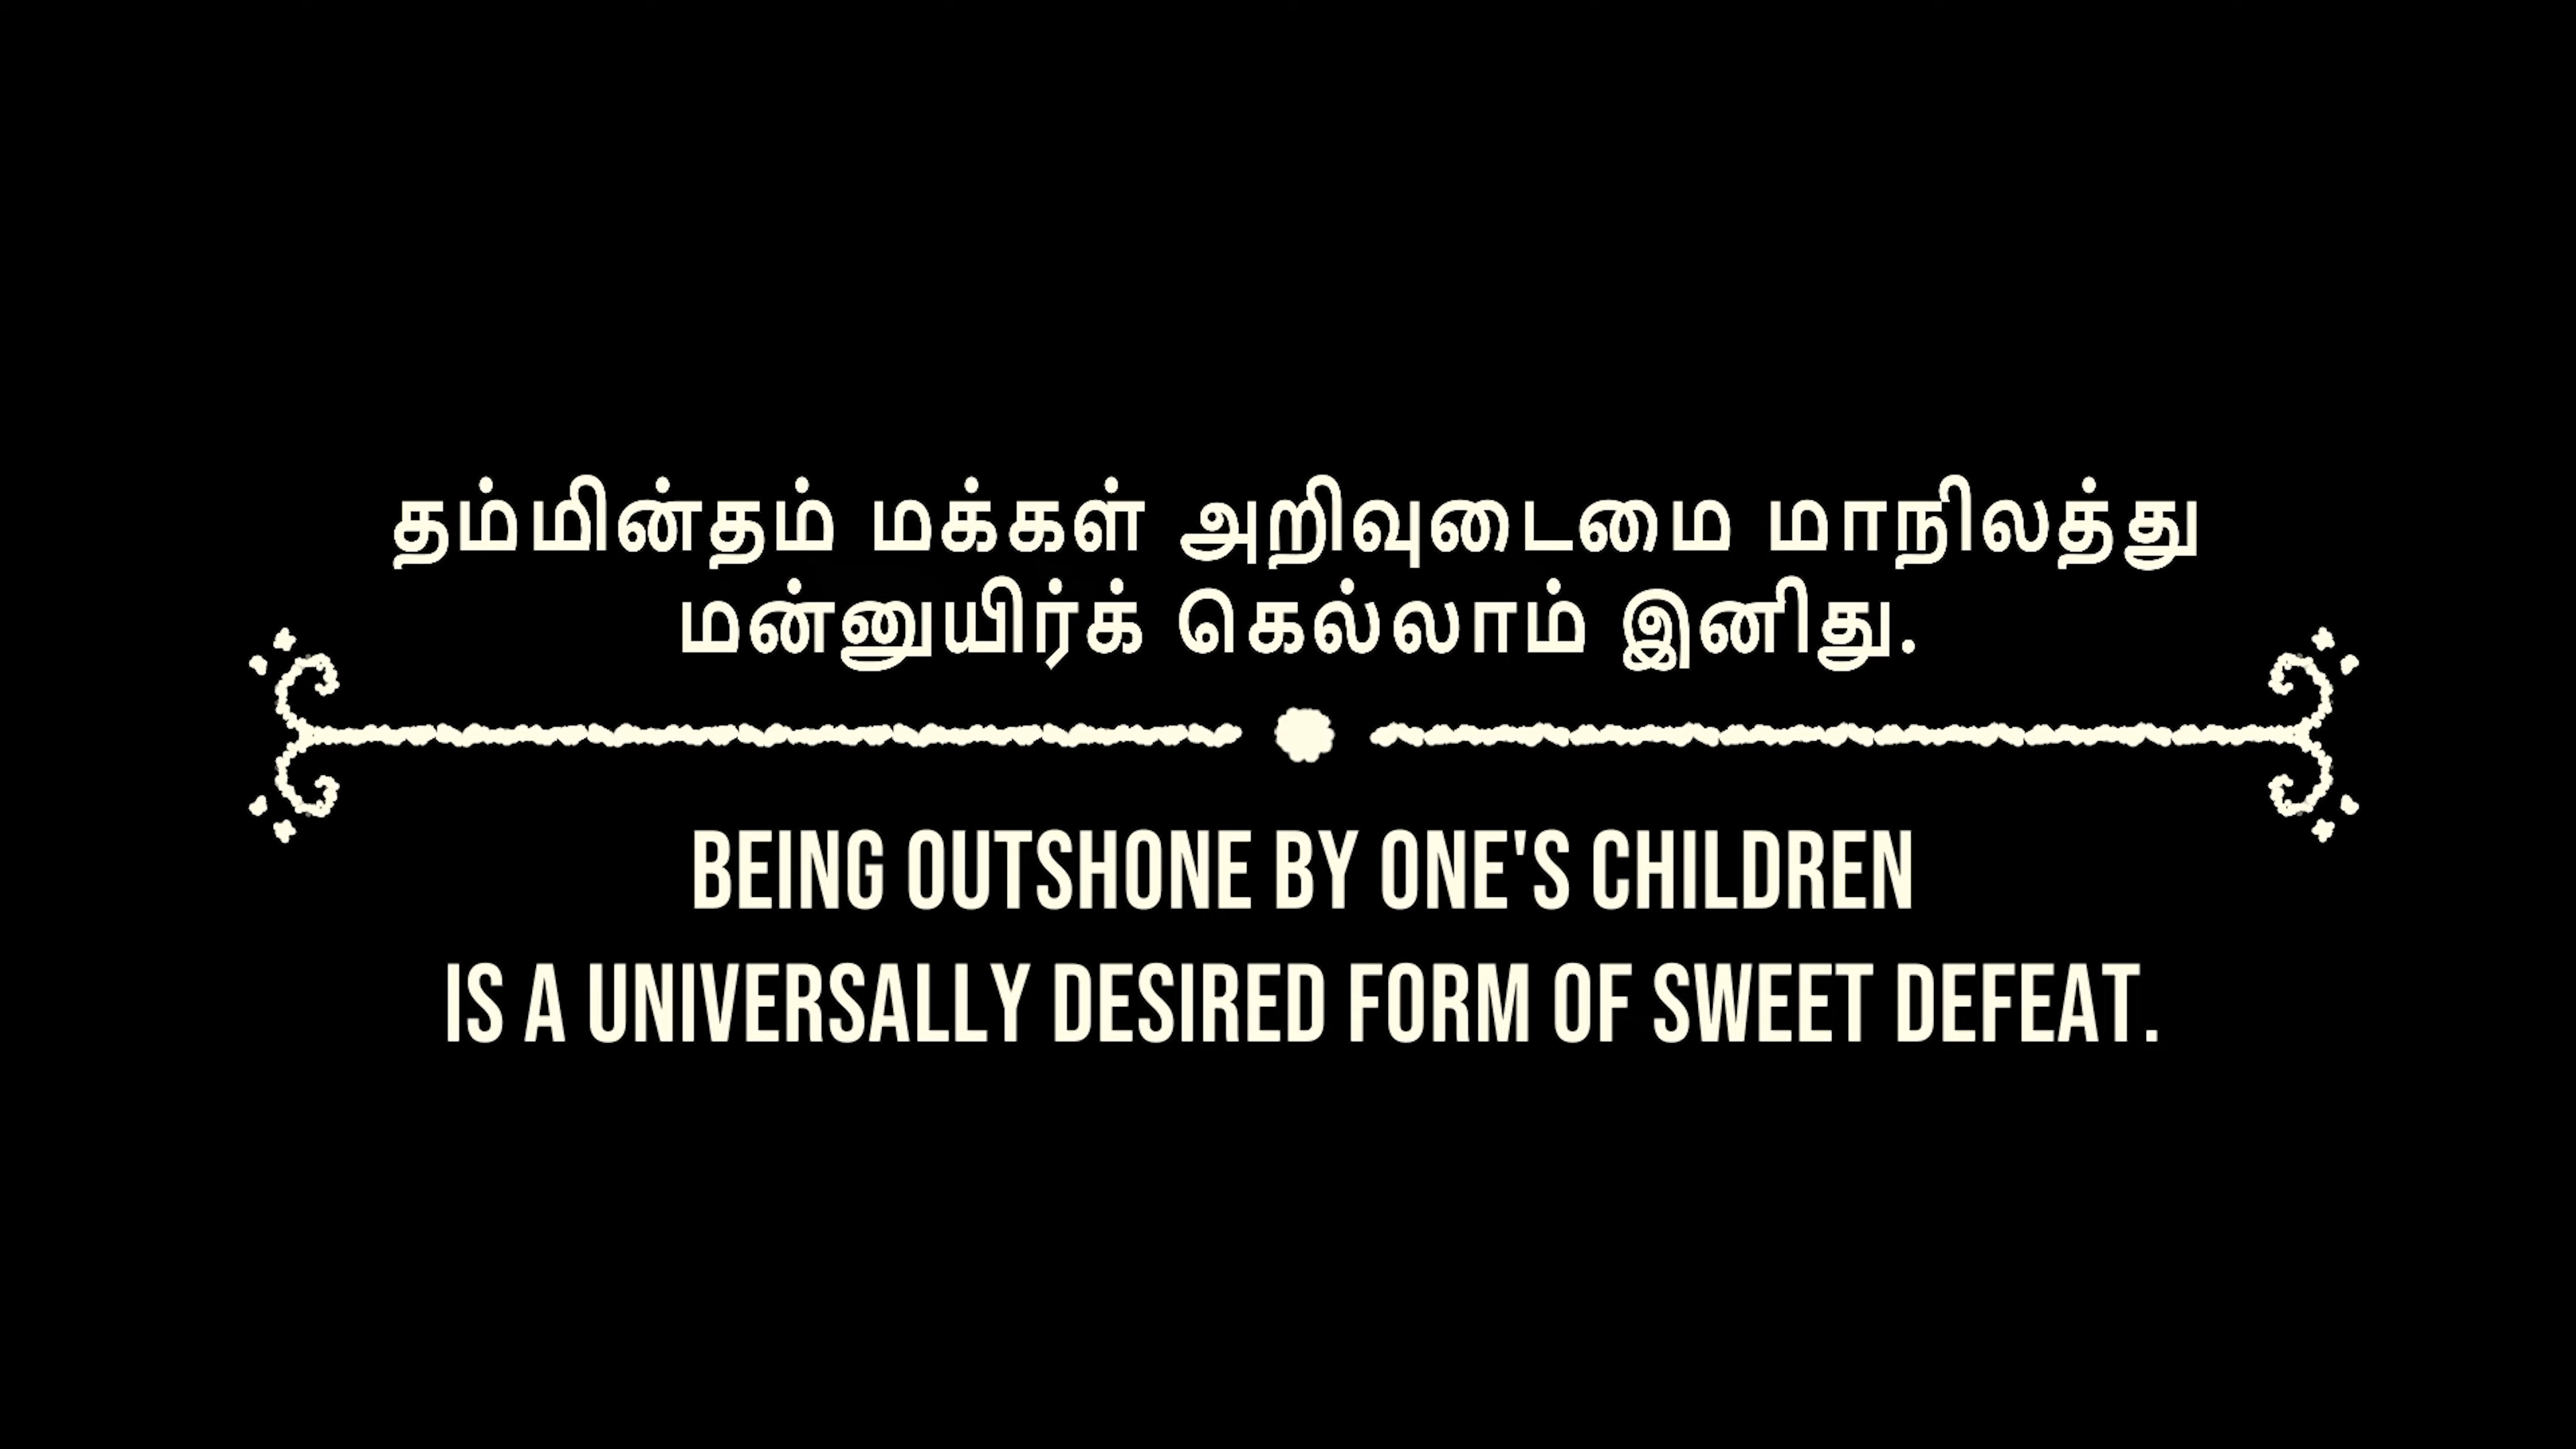 தம்மின்தம் மக்கள் அறிவுடைமை மாநிலத்து
மன்னுயிர்க் கெல்லாம் இனிது.
BEING OUTSHONE BY ONE'S CHILDREN
IS A UNIVERSALLY DESIRED FORM OF SWEET DEFEAT.